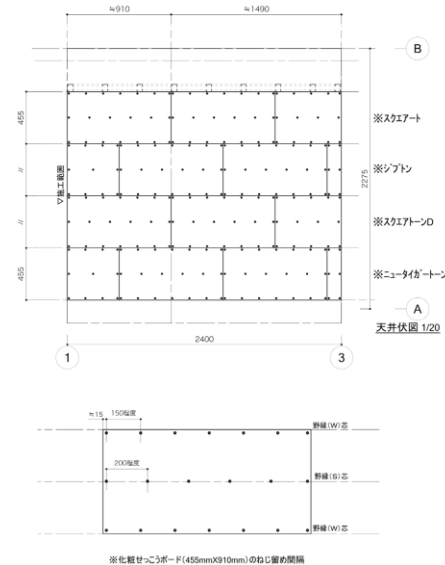 ≒910
≒1490
B
455
〃
〃
455
▽施工範囲
2275
※スクエアート
※ジプトン
※スクエアトーンD
※ニュータイガートーン
A
天井伏図 1/20
1
2400
3
≒15
150程度
野縁(W)芯
200程度
野縁(S)芯
野縁(W)芯
※化粧せっこうボード(455mmX910mm)のねじ留め間隔